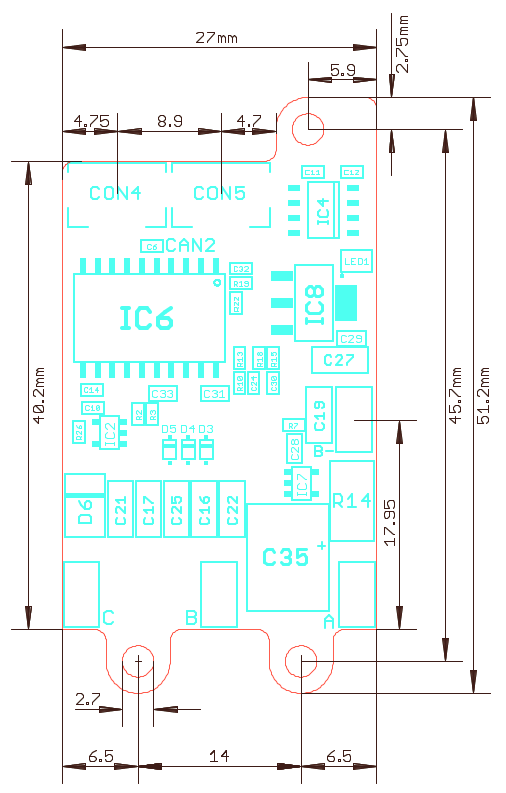 27mm
2.75mm
5.9
4.75 8.9 4.7
CON4 CON5
C11 C12
IC4
C6 CAN2
LED1
C32
R19
R22
IC6
IC8
C29
C27
R13 R18 R15
R10 C24 C30
C14 C33 C31
C10 R2 R3
R26 IC2
C19
R7
D5 D4 D3
C28 B-
40.2mm
45.7mm
51.2mm
IC7
R14
D6 C21 C17 C25 C16 C22
17.95
C35 +
C B A
2.7
6.5 14 6.5